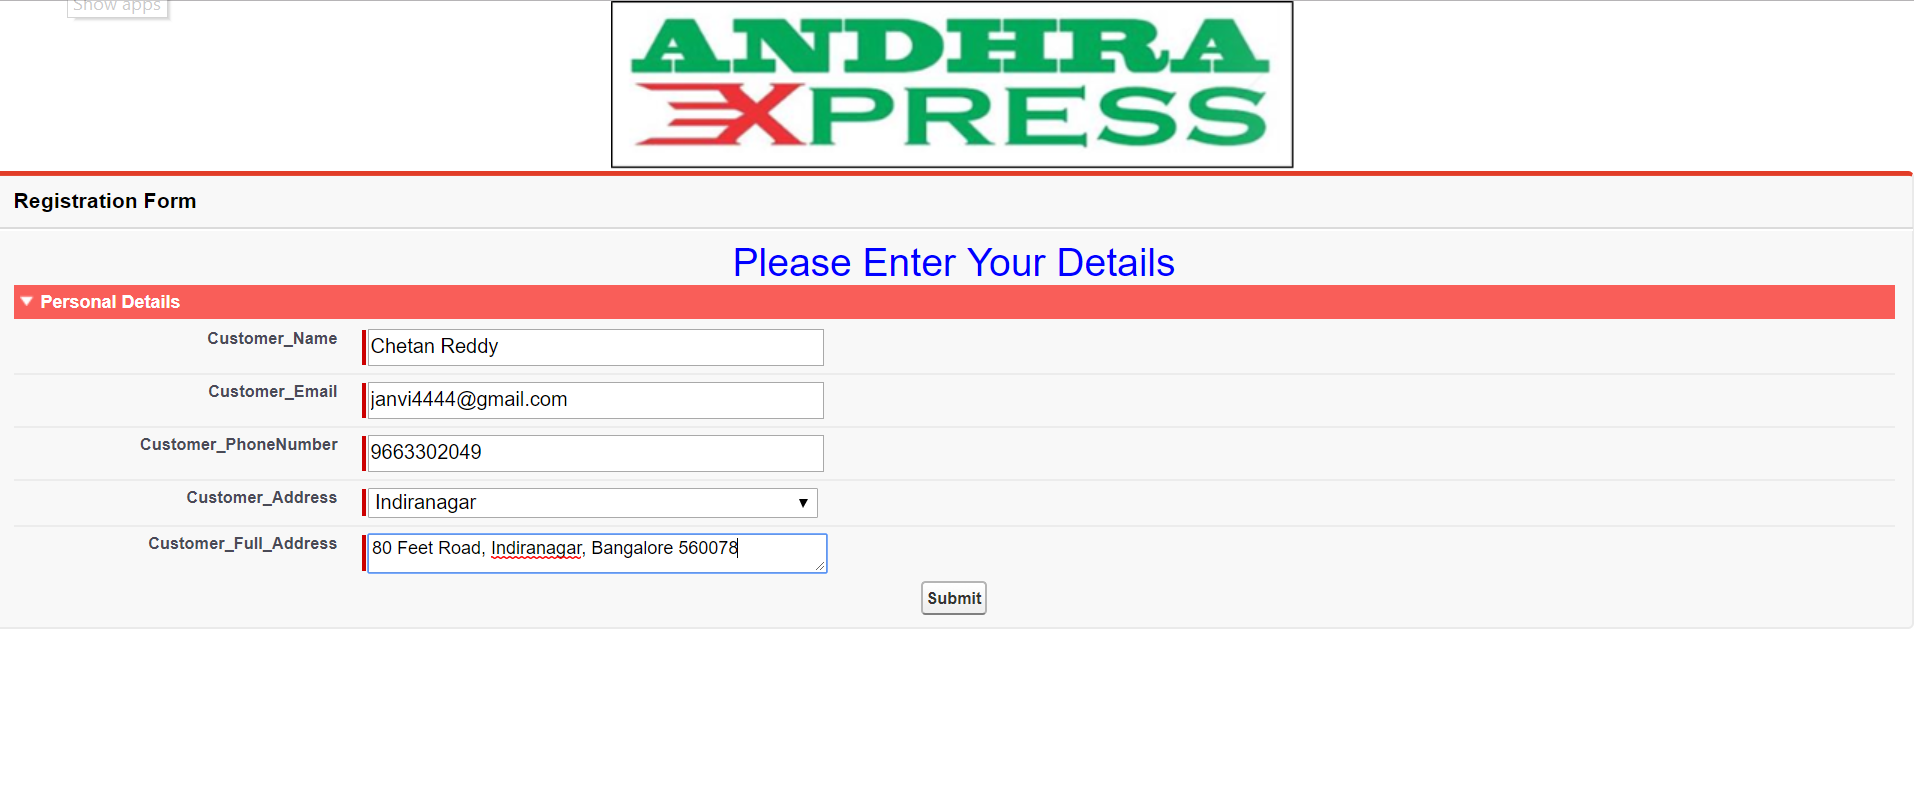 Show apps
ANDHRA
XPRESS
Registration Form
Please Enter Your Details
Personal Details
Customer_Name
Chetan Reddy
Customer_Email
janvi4444@gmail.com
Customer_PhoneNumber
9663302049
Customer_Address
Indiranagar
Customer_Full_Address
80 Feet Road, Indiranagar, Bangalore 560078
Submit